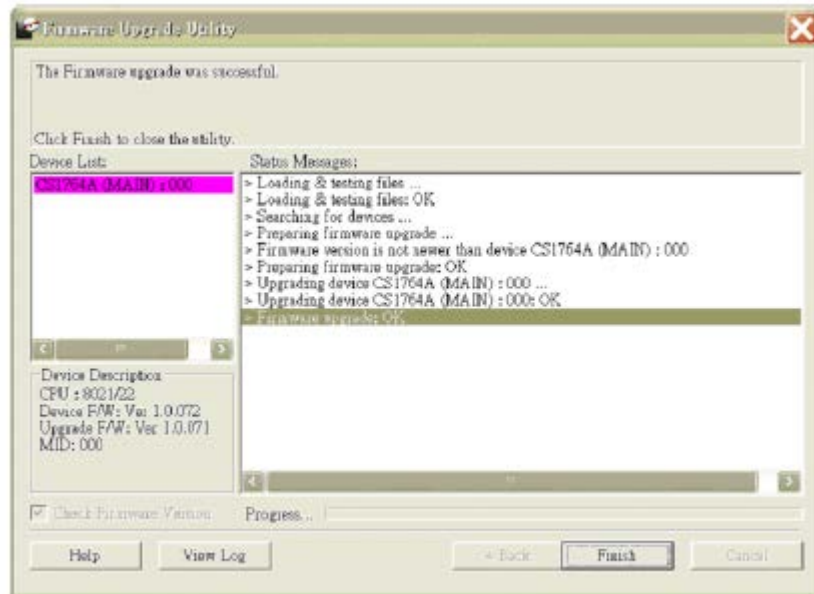 Firmware Upgrade Utility
The Firmware upgrade was successful.
Click Finish to close the utility.
Device List:
CS1764A (MAIN) : 000
Status Messages:
> Loading & testing files ...
> Loading & testing files: OK
> Searching for devices ...
> Preparing firmware upgrade ...
> Firmware version is not newer than device CS1764A (MAIN) : 000
> Preparing firmware upgrade: OK
> Upgrading device CS1764A (MAIN) : 000 ...
> Upgrading device CS1764A (MAIN) : 000: OK
> Firmware upgrade: OK
Device Description
CPU : 8021/22
Device F/W: Ver 1.0.072
Upgrade F/W: Ver 1.0.071
MID: 000
Check Firmware Version
Progress...
Help
View Log
< Back
Finish
Cancel